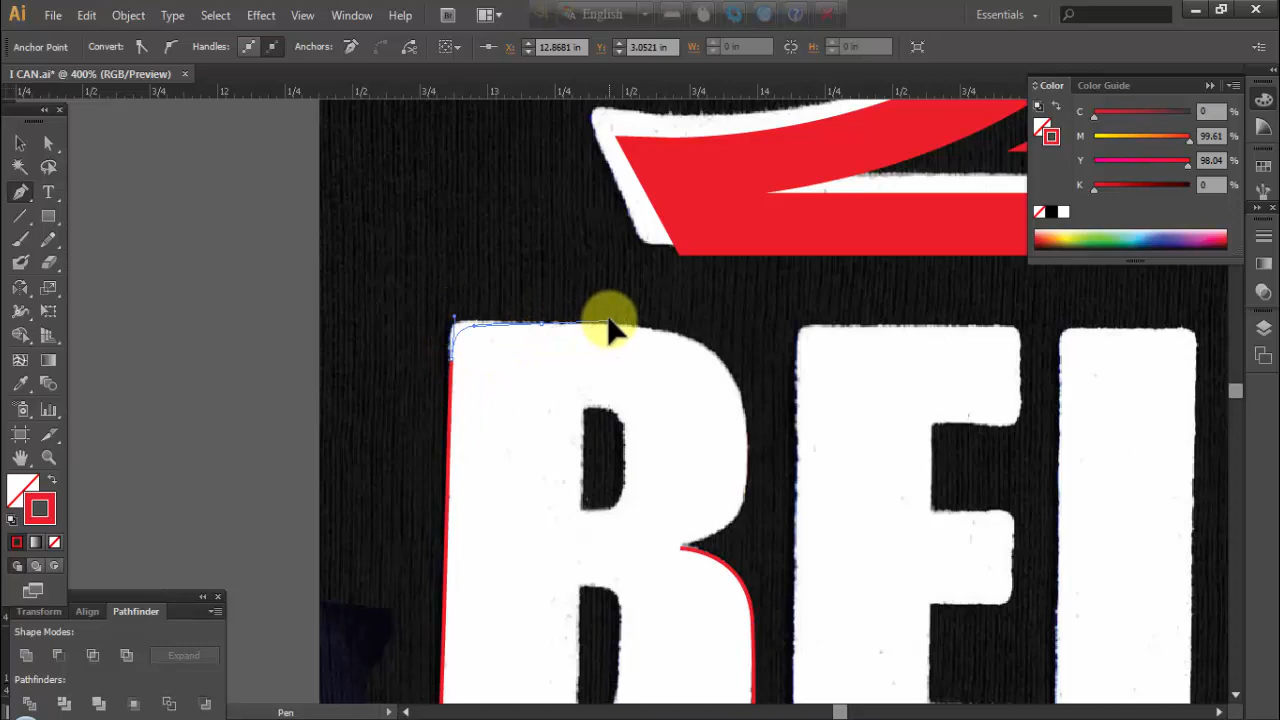 Ai File Edit Object Type Select Effect View Window Help Br English Essentials
Anchor Point Convert: Handles: Anchors: X: 12.8681 in Y: 3.0521 in W: 0 in H: 0 in
I CAN.ai* @ 400% (RGB/Preview) ×
Color Color Guide
1/4 1/2 3/4 12 1/4 1/2 3/4 13 1/4 1/2 3/4 14 1/4 1/2 3/4
C 0 %
M 99.61 %
Y 98.04 %
K 0 %
T
Transform Align Pathfinder
Shape Modes:
Expand
Pathfinders:
Pen